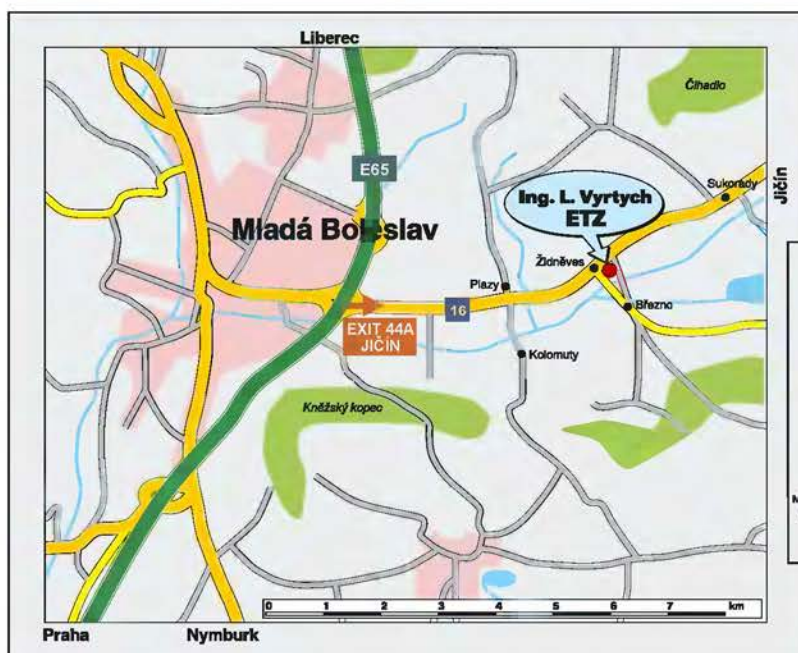 Liberec
Čihadlo
E65
Sukorady
Jičín
Ing. L. Vyrtych
ETZ
Mladá Boleslav
Židněves
Plazy
Březno
16
EXIT 44A
JIČÍN
Kolomuty
Kněžský kopec
M
0 1 2 3 4 5 6 7 km
Praha
Nymburk